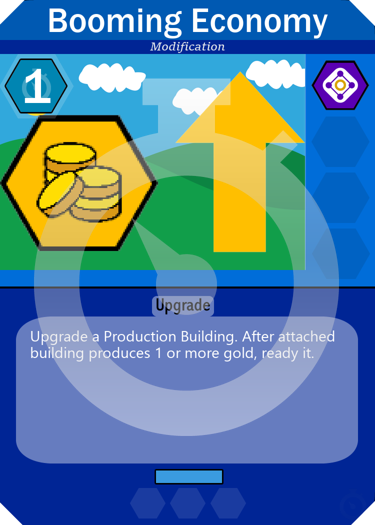 Booming Economy
Modification
1
Upgrade
Upgrade a Production Building. After attached
building produces 1 or more gold, ready it.